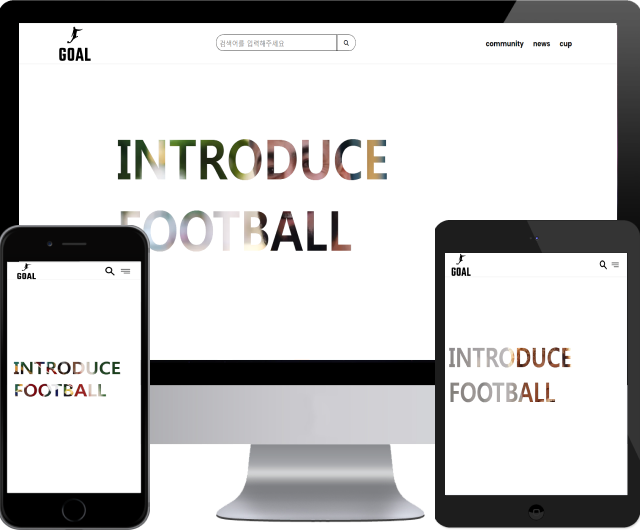 GOAL
검색어를 입력해주세요
community news cup
INTRODUCE
FOOTBALL
GOAL
INTRODUCE
FOOTBALL
GOAL
INTRODUCE
FOOTBALL